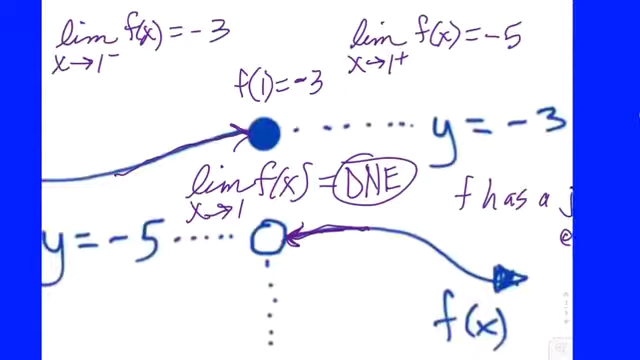 lim x→1⁻ f(x) = -3
lim x→1⁺ f(x) = -5
f(1) = -3
y = -3
lim x→1 f(x) = DNE
f has a
y = -5
f(x)